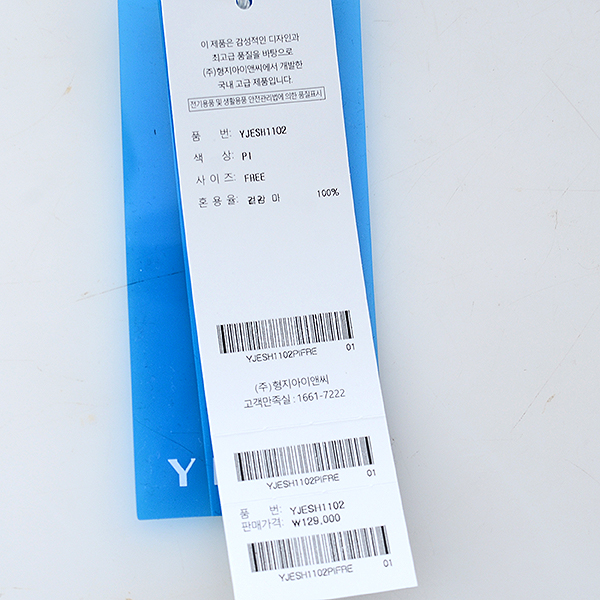 이 제품은 감성적인 디자인과
최고급 품질을 바탕으로
(주)형지아이앤씨에서 개발한
국내 고급 제품입니다.
전기용품 및 생활용품 안전관리법에 의한 품질표시
품 번: YJESH1102
색 상: PI
사 이 즈: FREE
혼 용 율: 겉감 마 100%
YJESH1102PIFRE 01
(주)형지아이앤씨
고객만족실 : 1661-7222
YJESH1102PIFRE 01
Y
품 번: YJESH1102
판매가격: ₩129,000
YJESH1102PIFRE 01